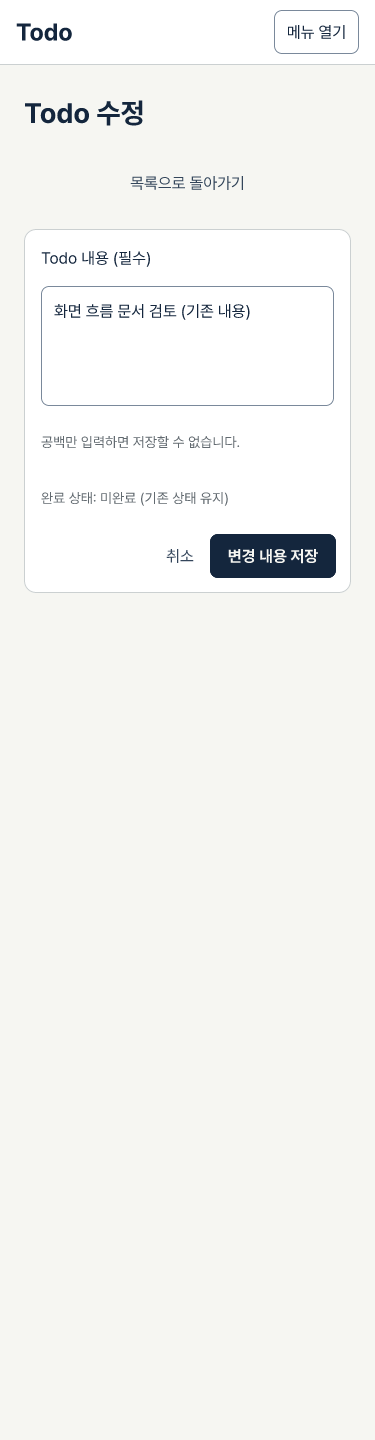 Todo
메뉴 열기
Todo 수정
목록으로 돌아가기
Todo 내용 (필수)
화면 흐름 문서 검토 (기존 내용)
공백만 입력하면 저장할 수 없습니다.
완료 상태: 미완료 (기존 상태 유지)
취소
변경 내용 저장